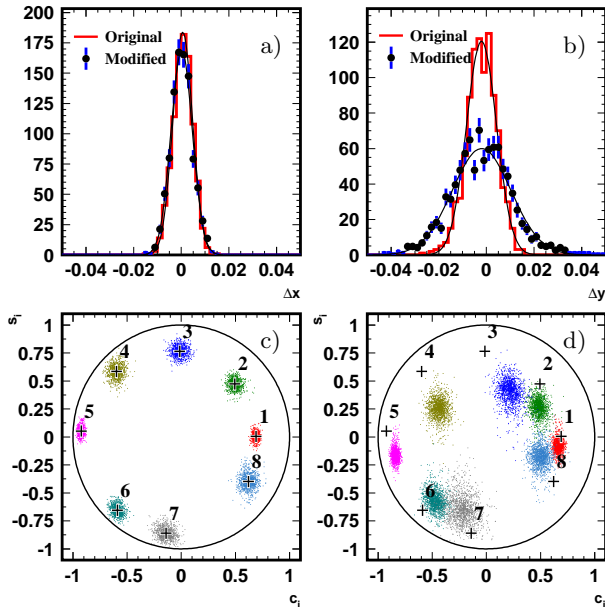 Original
Modified
a)
175
150
125
100
75
50
25
0
-0.04 -0.02 0 0.02 0.04
Δx
Original
Modified
b)
120
100
80
60
40
20
0
-0.04 -0.02 0 0.02 0.04
Δy
s_i
c)
1
0.75
0.5
0.25
0
-0.25
-0.5
-0.75
-1
1
2
3
4
5
6
7
8
-1 -0.5 0 0.5 1
c_i
s_i
d)
1
0.75
0.5
0.25
0
-0.25
-0.5
-0.75
-1
1
2
3
4
5
6
7
8
-1 -0.5 0 0.5 1
c_i